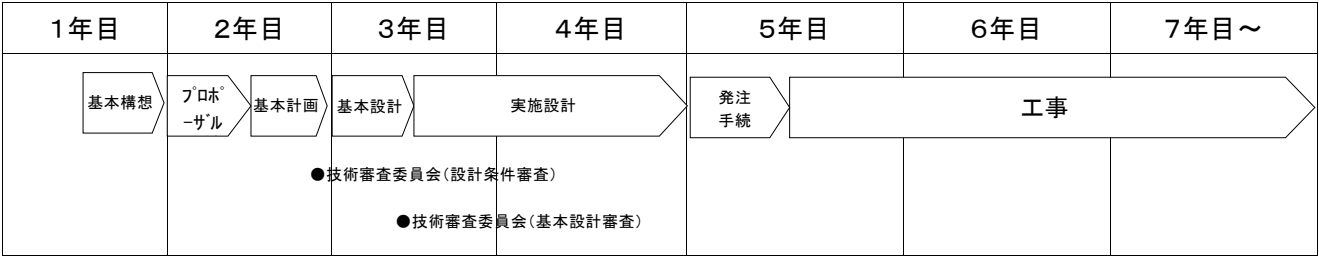 １年目
２年目
３年目
４年目
５年目
６年目
７年目～
基本構想
ﾌﾟﾛﾎﾟ
ｰｻﾞﾙ
基本計画
基本設計
実施設計
発注
手続
工事
●技術審査委員会（設計条件審査）
●技術審査委員会（基本設計審査）